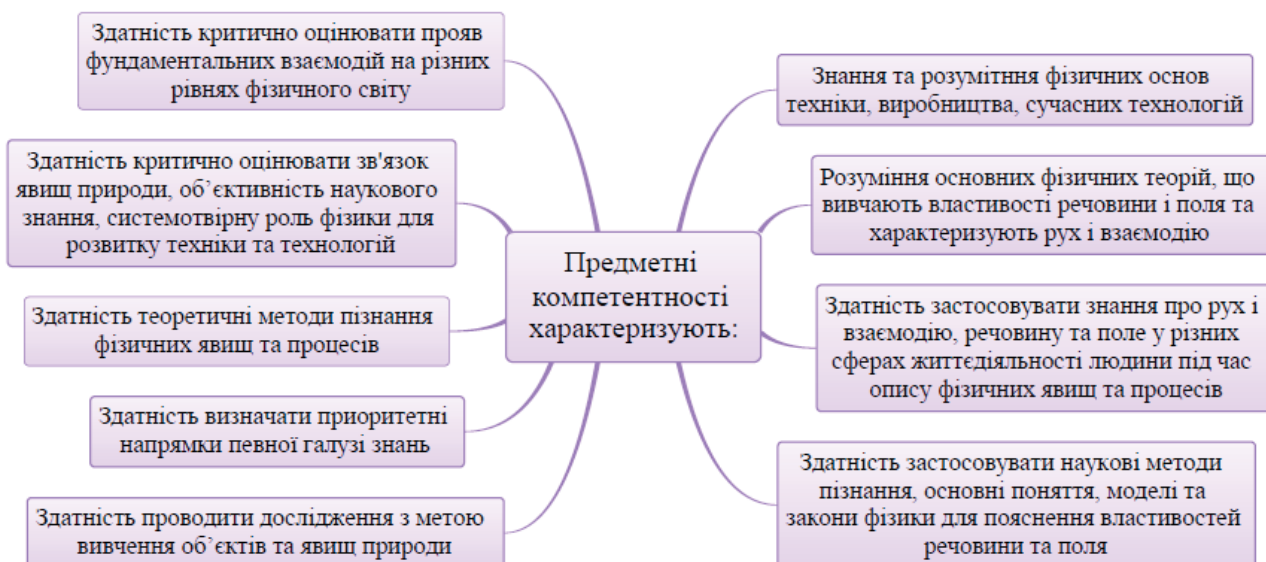 Здатність критично оцінювати прояв
фундаментальних взаємодій на різних
рівнях фізичного світу
Здатність критично оцінювати зв'язок
явищ природи, об’єктивність наукового
знання, системотвірну роль фізики для
розвитку техніки та технологій
Здатність теоретичні методи пізнання
фізичних явищ та процесів
Здатність визначати приоритетні
напрямки певної галузі знань
Здатність проводити дослідження з метою
вивчення об’єктів та явищ природи
Предметні
компетентності
характеризують:
Знання та розумітння фізичних основ
техніки, виробництва, сучасних технологій
Розуміння основних фізичних теорій, що
вивчають властивості речовини і поля та
характеризують рух і взаємодію
Здатність застосовувати знання про рух і
взаємодію, речовину та поле у різних
сферах життєдіяльності людини під час
опису фізичних явищ та процесів
Здатність застосовувати наукові методи
пізнання, основні поняття, моделі та
закони фізики для пояснення властивостей
речовини та поля